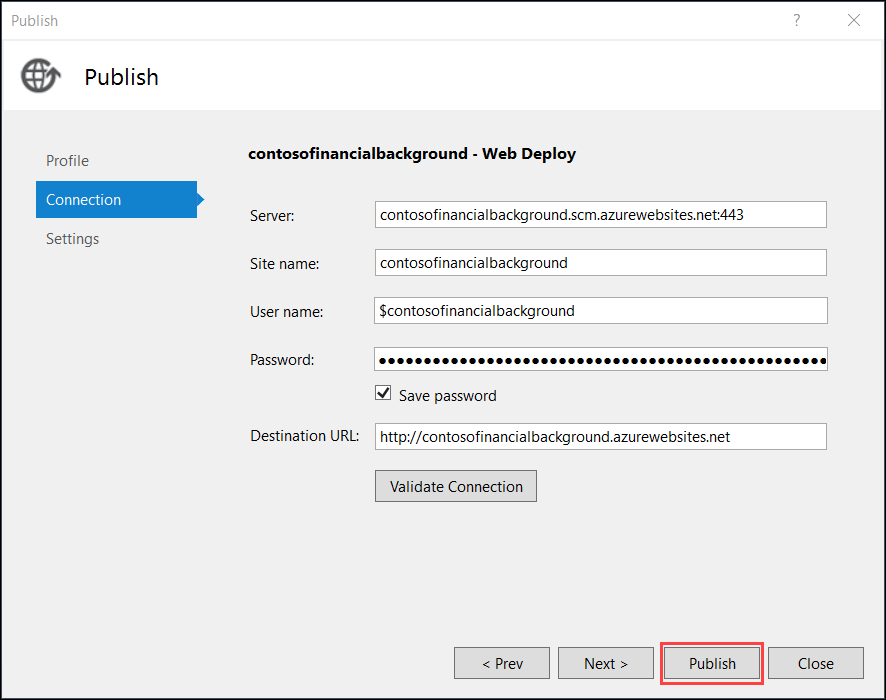 Publish ?
Publish
Profile
Connection
Settings
contosofinancialbackground - Web Deploy
Server: contosofinancialbackground.scm.azurewebsites.net:443
Site name: contosofinancialbackground
User name: $contosofinancialbackground
Password: ●●●●●●●●●●●●●●●●●●●●●●●●●●●●●●●●●●●●●●●●●●●●●●●●●●
Save password
Destination URL: http://contosofinancialbackground.azurewebsites.net
Validate Connection
< Prev Next > Publish Close